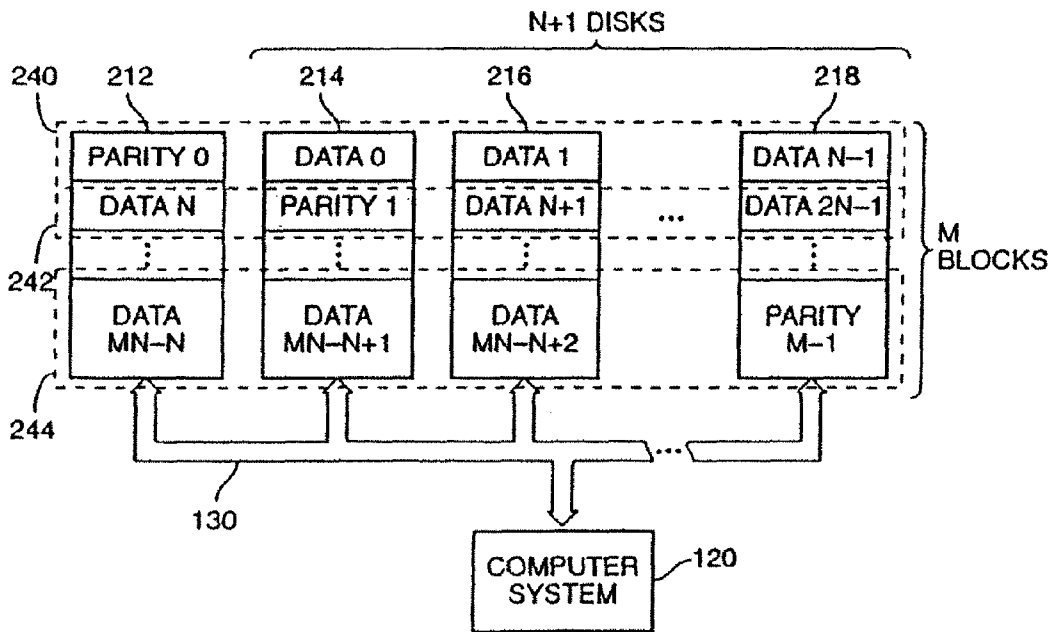 N+1 DISKS
240 212 214 216 218
PARITY 0 DATA 0 DATA 1 DATA N-1
DATA N PARITY 1 DATA N+1 ... DATA 2N-1
M
BLOCKS
242
DATA
MN-N
DATA
MN-N+1
DATA
MN-N+2
PARITY
M-1
244
...
130
COMPUTER
SYSTEM
120